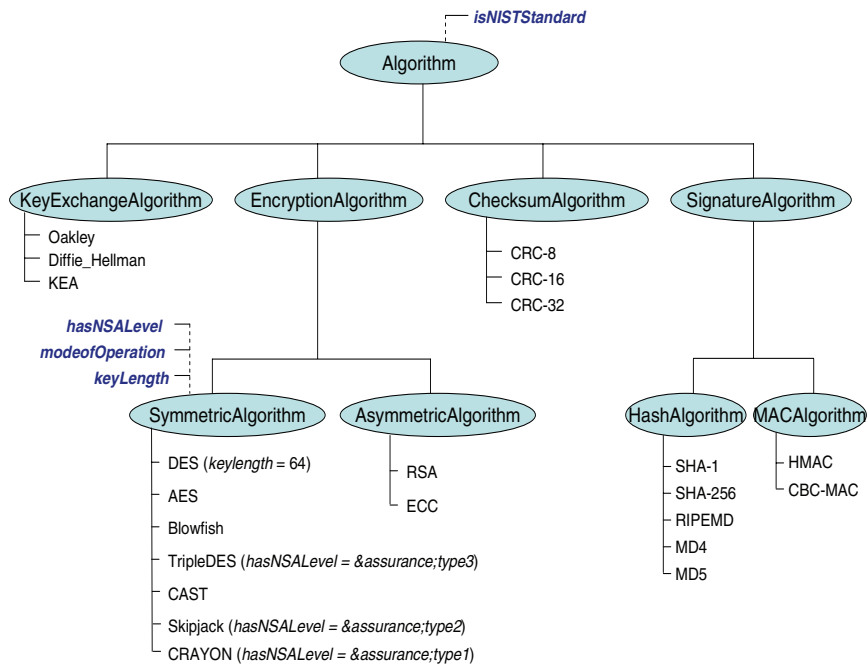 isNISTStandard
Algorithm
KeyExchangeAlgorithm
Oakley
Diffie_Hellman
KEA
EncryptionAlgorithm
ChecksumAlgorithm
CRC-8
CRC-16
CRC-32
SignatureAlgorithm
hasNSALevel
modeofOperation
keyLength
SymmetricAlgorithm
DES (keylength = 64)
AES
Blowfish
TripleDES (hasNSALevel = &assurance;type3)
CAST
Skipjack (hasNSALevel = &assurance;type2)
CRAYON (hasNSALevel = &assurance;type1)
AsymmetricAlgorithm
RSA
ECC
HashAlgorithm
SHA-1
SHA-256
RIPEMD
MD4
MD5
MACAlgorithm
HMAC
CBC-MAC